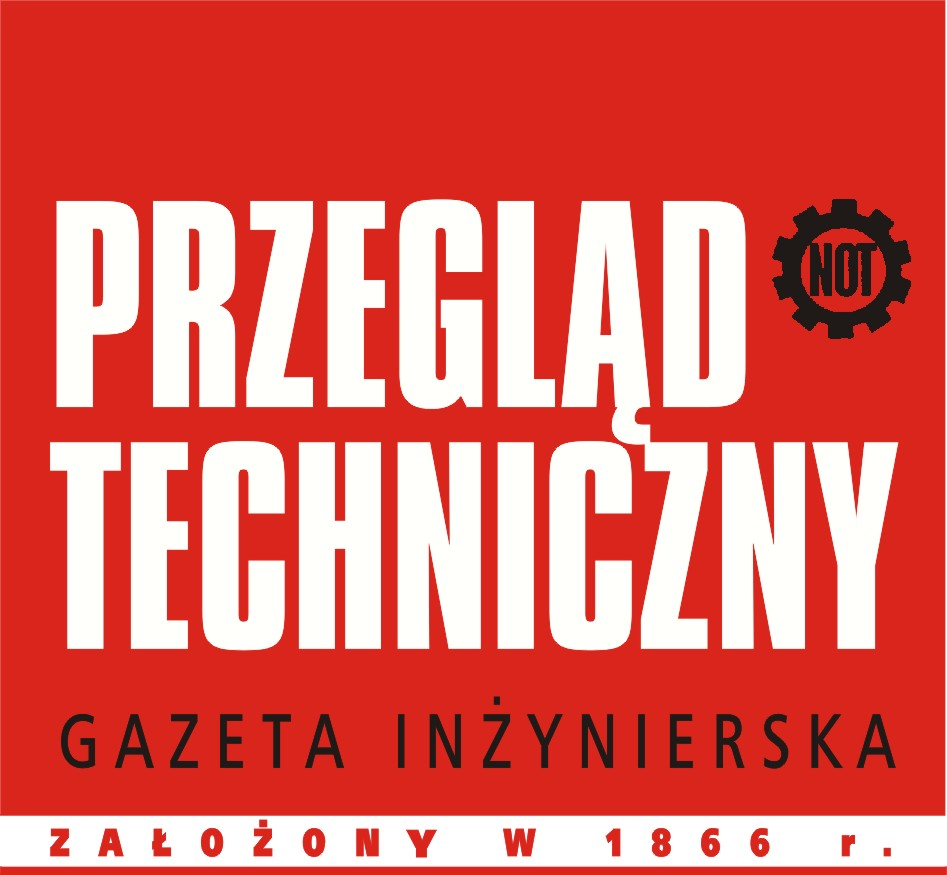 PRZEGLĄD
NOT
TECHNICZNY
GAZETA INŻYNIERSKA
ZAŁOŻONY W 1866 r.